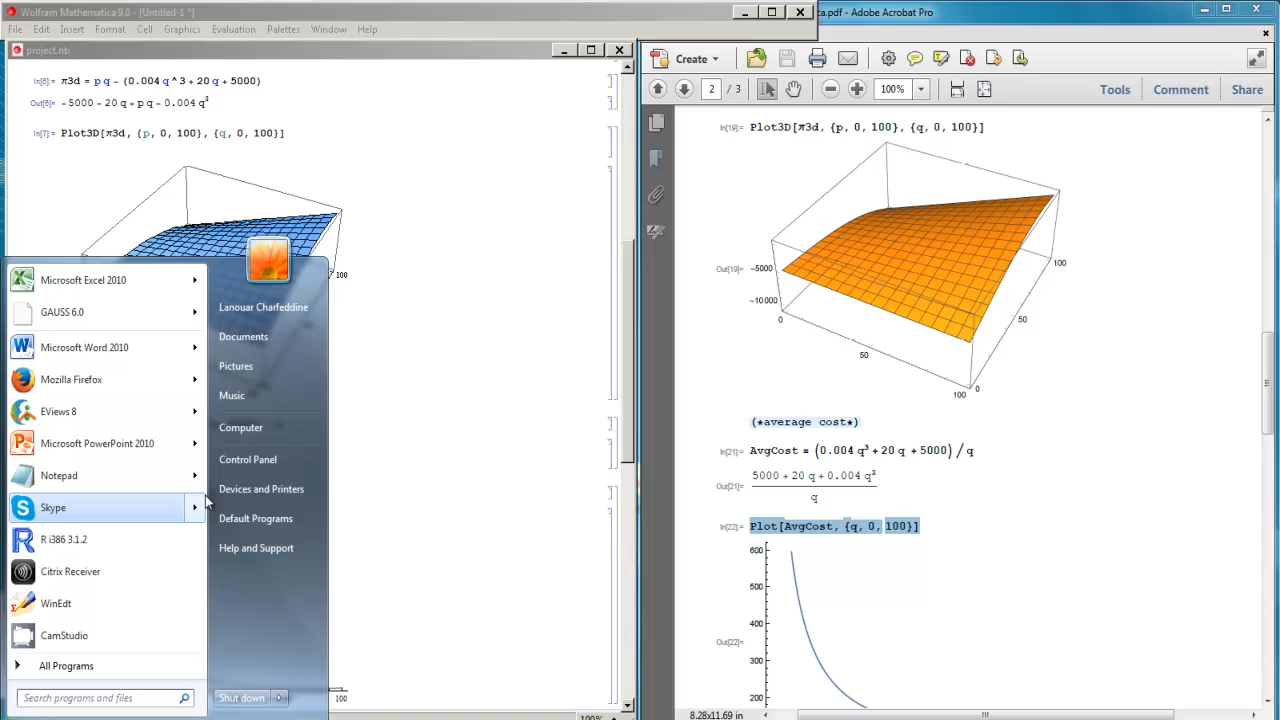 Wolfram Mathematica 9.0 - [Untitled-1 *]
File Edit Insert Format Cell Graphics Evaluation Palettes Window Help
project.nb
In[6]:= π3d = p q - (0.004 q ^ 3 + 20 q + 5000)
Out[6]= -5000 - 20 q + p q - 0.004 q³
In[7]:= Plot3D[π3d, {p, 0, 100}, {q, 0, 100}]
100
Microsoft Excel 2010
GAUSS 6.0
Microsoft Word 2010
Mozilla Firefox
EViews 8
Microsoft PowerPoint 2010
Notepad
Skype
R i386 3.1.2
Citrix Receiver
WinEdt
CamStudio
All Programs
Search programs and files
Lanouar Charfeddine
Documents
Pictures
Music
Computer
Control Panel
Devices and Printers
Default Programs
Help and Support
Shut down
100
100%
ca.pdf - Adobe Acrobat Pro
Create
2 / 3 100% Tools Comment Share
In[19]:= Plot3D[π3d, {p, 0, 100}, {q, 0, 100}]
Out[19]=
-5000
-10000
0
50
100
0
50
100
(*average cost*)
In[21]:= AvgCost = (0.004 q³ + 20 q + 5000) / q
Out[21]= 5000 + 20 q + 0.004 q³
q
In[22]:= Plot[AvgCost, {q, 0, 100}]
600
500
400
Out[22]=
300
200
8.28x11.69 in